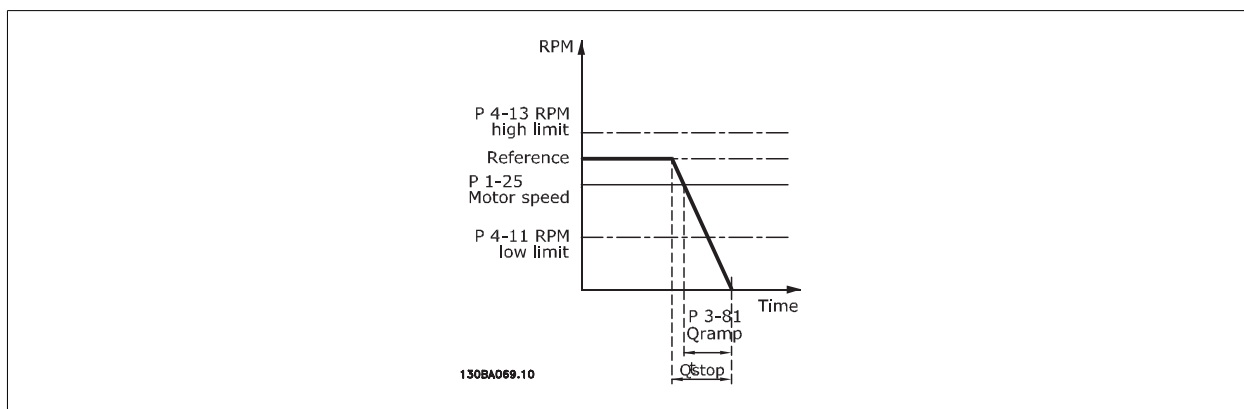 RPM
P 4-13 RPM
high limit
Reference
P 1-25
Motor speed
P 4-11 RPM
low limit
Time
P 3-81
Qramp
Qstop
t
130BA069.10